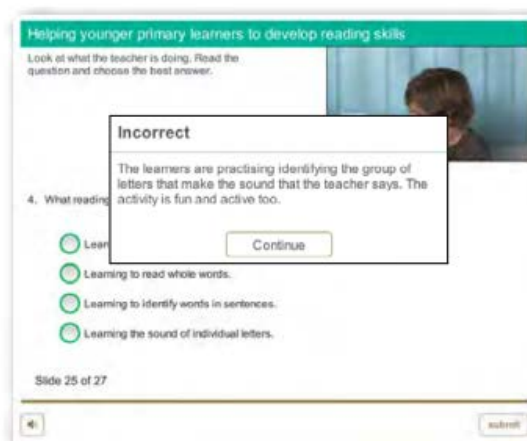 Helping younger primary learners to develop reading skills
Look at what the teacher is doing. Read the
question and choose the best answer.
Incorrect
The learners are practising identifying the group of
letters that make the sound that the teacher says. The
activity is fun and active too.
4. What reading
Continue
Learn
Learning to read whole words.
Learning to identify words in sentences.
Learning the sound of individual letters.
Slide 25 of 27
submit